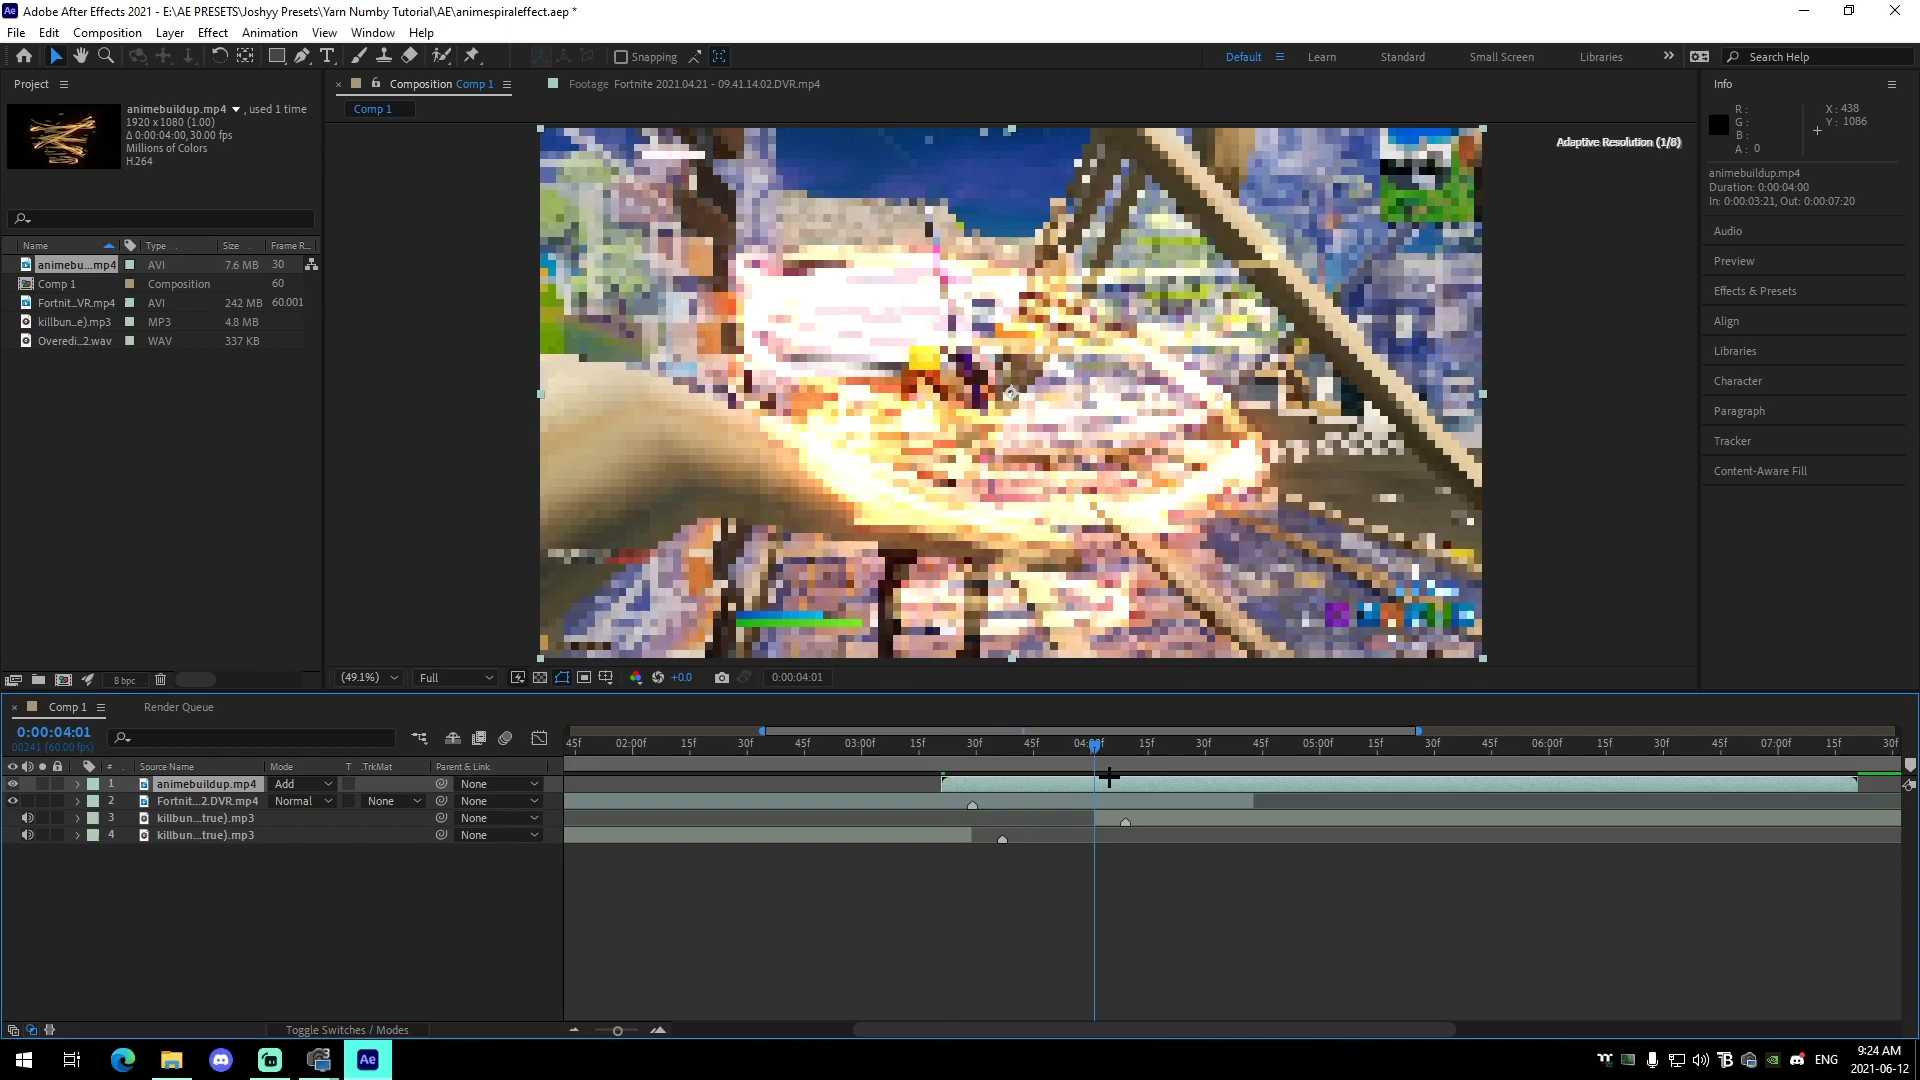 Adobe After Effects 2021 - E:\AE PRESETS\Joshyy Presets\Yarn Numby Tutorial\AE\animespiraleffect.aep *
File Edit Composition Layer Effect Animation View Window Help
Snapping
Default Learn Standard Small Screen Libraries
Search Help
Project
animebuildup.mp4 , used 1 time
1920 x 1080 (1.00)
Δ 0:00:04:00, 30.00 fps
Millions of Colors
H.264
Name Type Size Frame R...
animebu...mp4 AVI 7.6 MB 30
Comp 1 Composition 60
Fortnit...VR.mp4 AVI 242 MB 60.001
killbun...e).mp3 MP3 4.8 MB
Overedi...2.wav WAV 337 KB
8 bpc
Composition Comp 1
Footage Fortnite 2021.04.21 - 09.41.14.02.DVR.mp4
Comp 1
Adaptive Resolution (1/8)
(49.1%) Full +0.0 0:00:04:01
Info
R :
G :
B :
A : 0
X : 438
Y : 1086
animebuildup.mp4
Duration: 0:00:04:00
In: 0:00:03:21, Out: 0:00:07:20
Audio
Preview
Effects & Presets
Align
Libraries
Character
Paragraph
Tracker
Content-Aware Fill
Comp 1 Render Queue
0:00:04:01
00241 (60.00 fps)
45f 02:00f 15f 30f 45f 03:00f 15f 30f 45f 04:00f 15f 30f 45f 05:00f 15f 30f 45f 06:00f 15f 30f 45f 07:00f 15f 30f
# Source Name Mode T .TrkMat Parent & Link
1 animebuildup.mp4 Add None
2 Fortnit...2.DVR.mp4 Normal None None
3 killbun...true).mp3 None
4 killbun...true).mp3 None
Toggle Switches / Modes
Ae
ENG
9:24 AM
2021-06-12